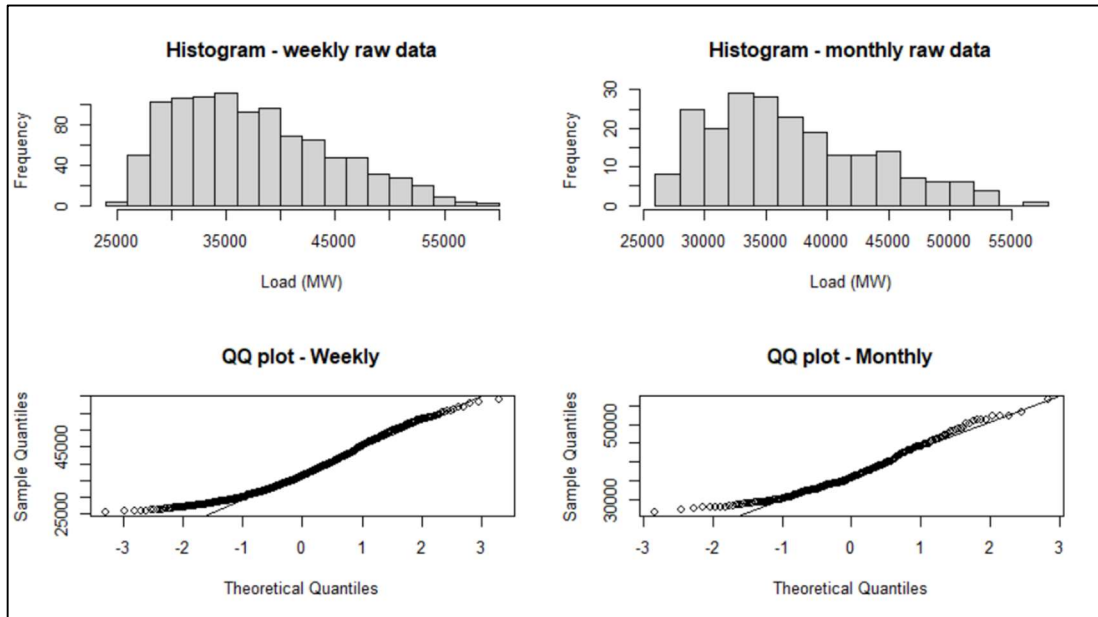 Histogram - weekly raw data
Frequency
0 40 80
25000 35000 45000 55000
Load (MW)
Histogram - monthly raw data
Frequency
0 10 20 30
25000 30000 35000 40000 45000 50000 55000
Load (MW)
QQ plot - Weekly
Sample Quantiles
25000 45000
-3 -2 -1 0 1 2 3
Theoretical Quantiles
QQ plot - Monthly
Sample Quantiles
30000 50000
-3 -2 -1 0 1 2 3
Theoretical Quantiles